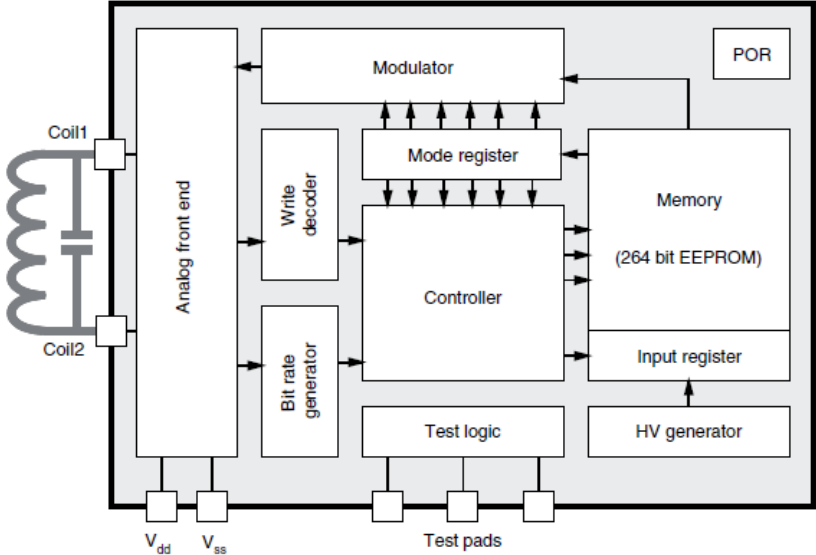 Modulator
POR
Coil1
Mode register
Write
decoder
Memory
(264 bit EEPROM)
Analog front end
Controller
Coil2
Bit rate
generator
Input register
Test logic
HV generator
Vdd
Vss
Test pads